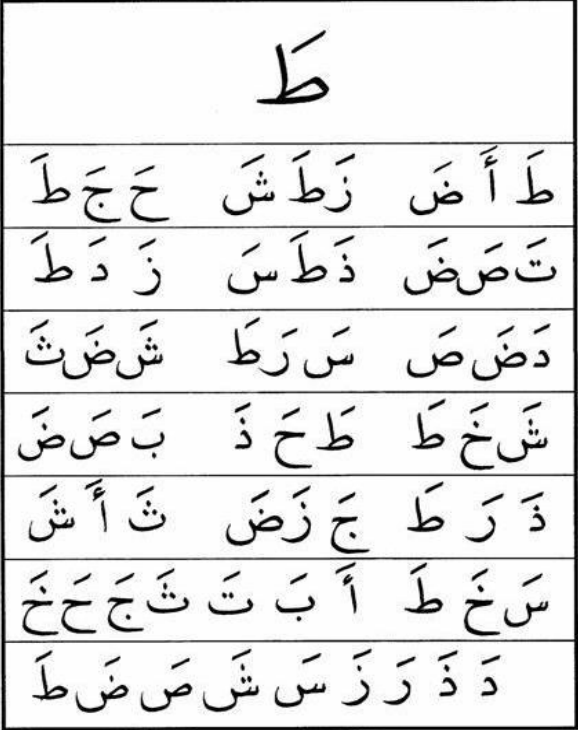 طَ
طَ أَ ضَ زَ طَ شَ حَ جَ طَ
تَ صَ ضَ ذَ طَ سَ زَ دَ طَ
دَ ضَ صَ سَ رَ طَ شَ ضَ ثَ
شَ خَ طَ طَ حَ ذَ بَ صَ ضَ
ذَ رَ طَ جَ زَ ضَ ثَ أَ شَ
سَ خَ طَ أَ بَ تَ ثَ جَ حَ خَ
دَ ذَ رَ زَ سَ شَ صَ ضَ طَ